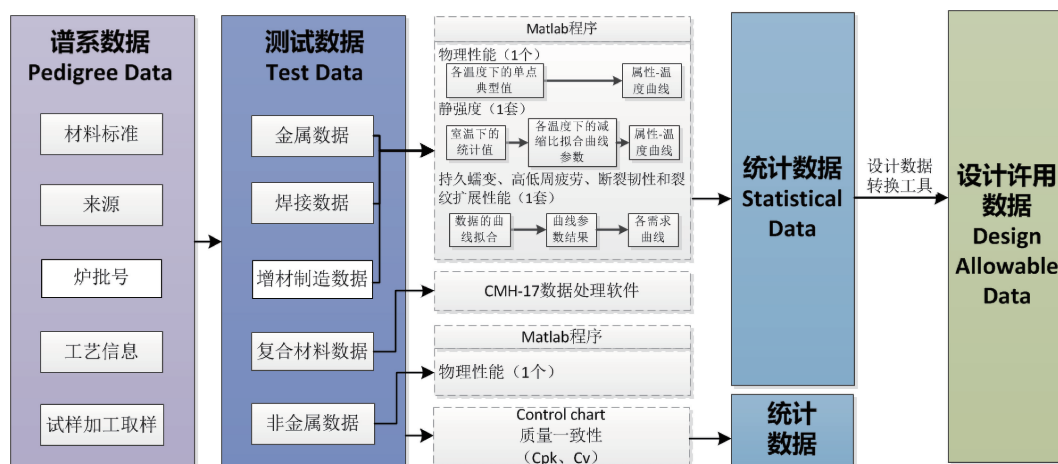 谱系数据
Pedigree Data
材料标准
来源
炉批号
工艺信息
试样加工取样
测试数据
Test Data
金属数据
焊接数据
增材制造数据
复合材料数据
非金属数据
Matlab程序
物理性能（1个）
各温度下的单点
典型值
属性-温
度曲线
静强度（1套）
室温下的
统计值
各温度下的减
缩比拟合曲线
参数
属性-温
度曲线
持久蠕变、高低周疲劳、断裂韧性和裂
纹扩展性能（1套）
数据的曲
线拟合
曲线参
数结果
各需求
曲线
CMH-17数据处理软件
Matlab程序
物理性能（1个）
Control chart
质量一致性
（Cpk、Cv）
统计数据
Statistical
Data
统计
数据
设计数据
转换工具
设计许用
数据
Design
Allowable
Data